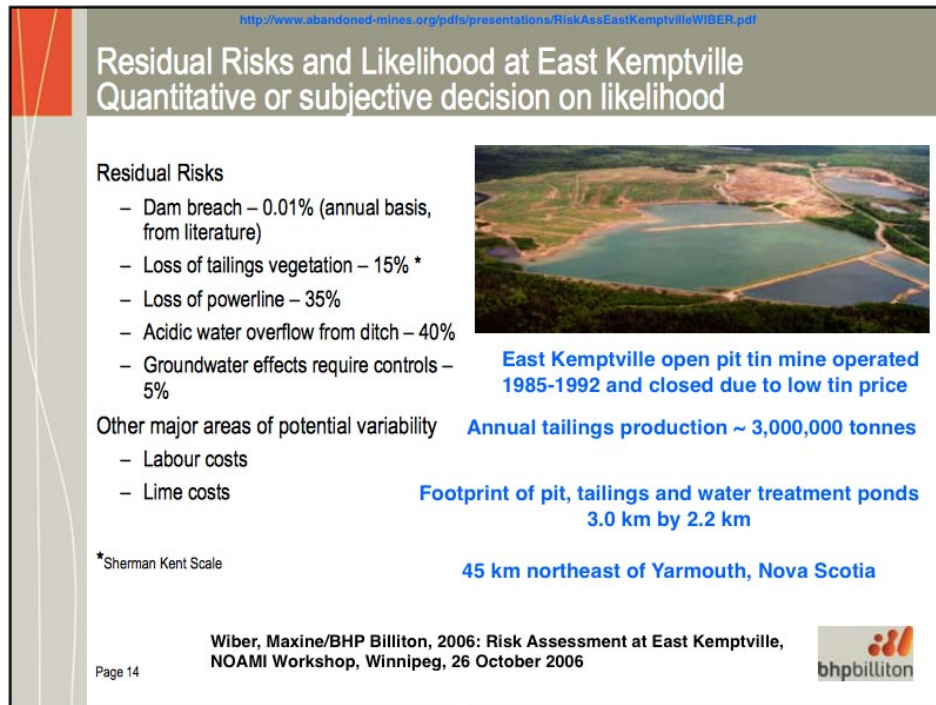 http://www.abandoned-mines.org/pdfs/presentations/RiskAssEastKemptvilleWIBER.pdf
Residual Risks and Likelihood at East Kemptville
Quantitative or subjective decision on likelihood
Residual Risks
– Dam breach – 0.01% (annual basis,
from literature)
– Loss of tailings vegetation – 15% *
– Loss of powerline – 35%
– Acidic water overflow from ditch – 40%
– Groundwater effects require controls –
5%
Other major areas of potential variability
– Labour costs
– Lime costs
*Sherman Kent Scale
East Kemptville open pit tin mine operated
1985-1992 and closed due to low tin price
Annual tailings production ~ 3,000,000 tonnes
Footprint of pit, tailings and water treatment ponds
3.0 km by 2.2 km
45 km northeast of Yarmouth, Nova Scotia
Wiber, Maxine/BHP Billiton, 2006: Risk Assessment at East Kemptville,
NOAMI Workshop, Winnipeg, 26 October 2006
Page 14
bhpbilliton